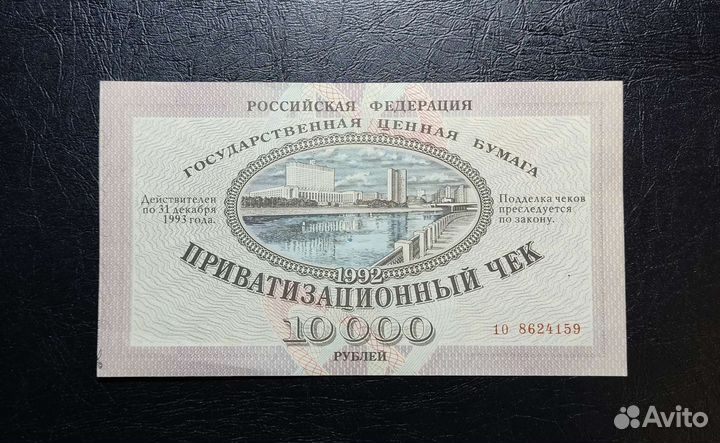 РОССИЙСКАЯ ФЕДЕРАЦИЯ
ГОСУДАРСТВЕННАЯ ЦЕННАЯ БУМАГА
Действителен
по 31 декабря
1993 года.
Подделка чеков
преследуется
по закону.
1992
ПРИВАТИЗАЦИОННЫЙ ЧЕК
10 000
РУБЛЕЙ
10 8624159
Avito